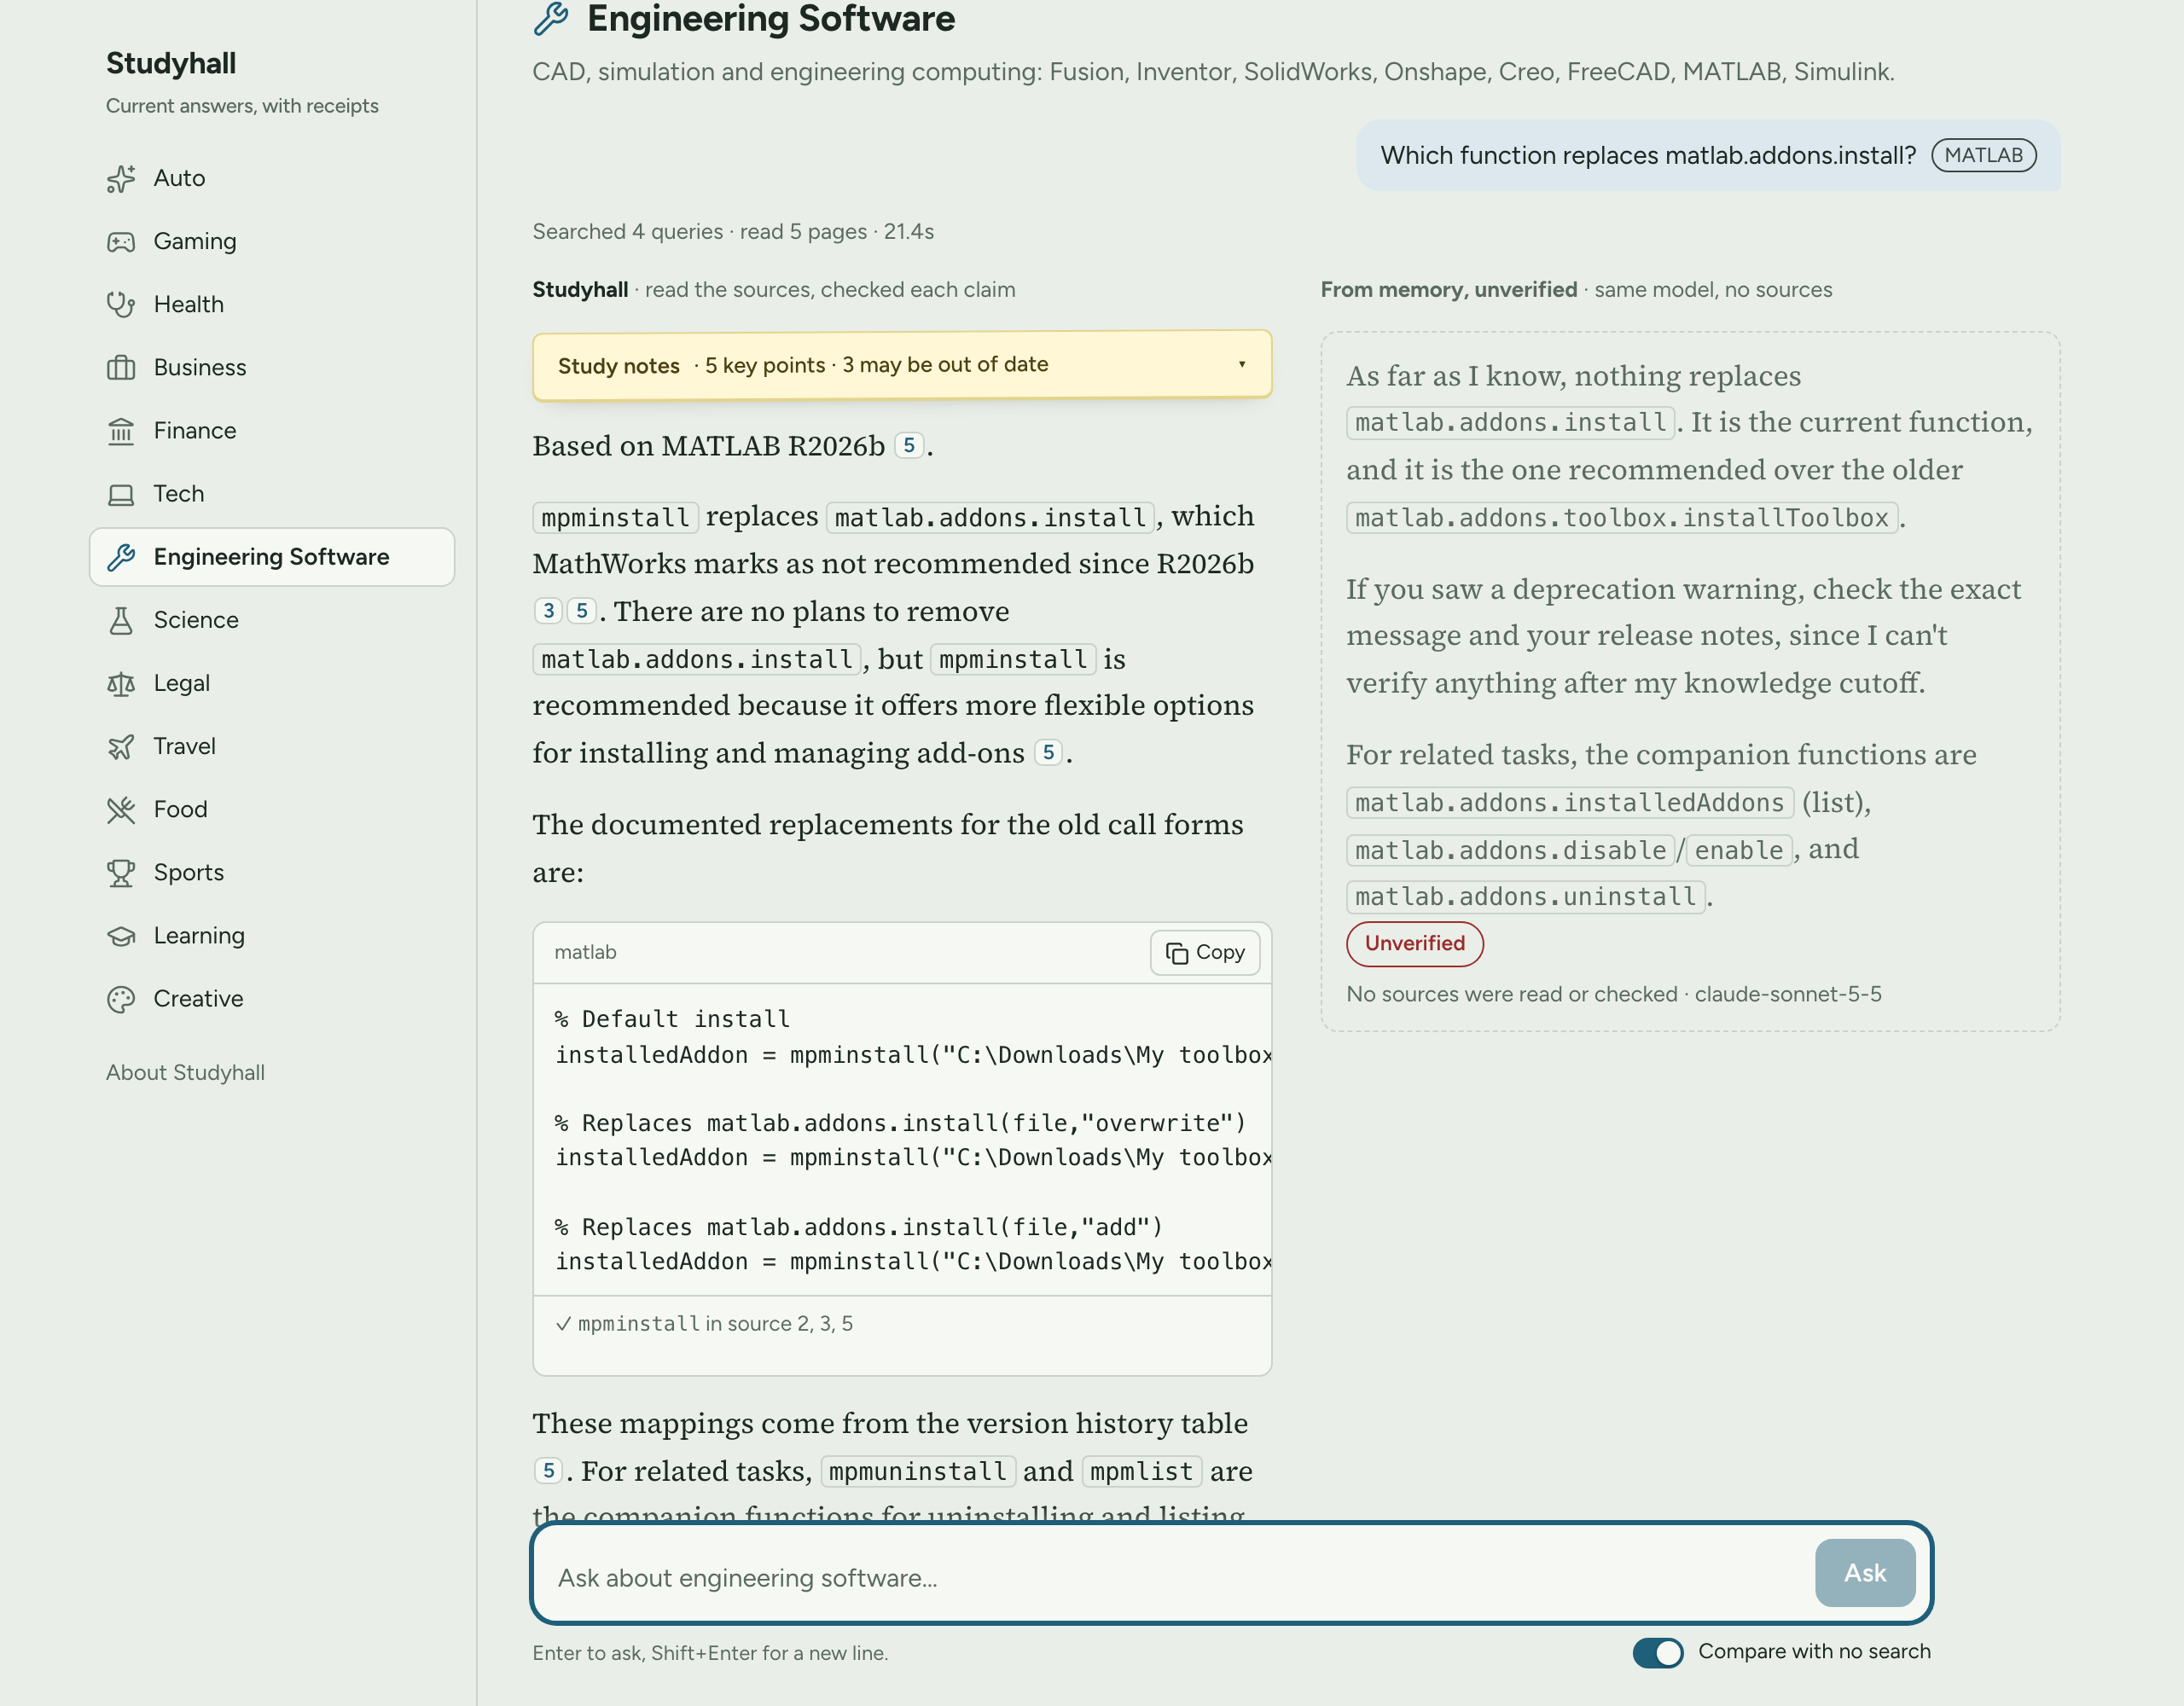 Studyhall
Current answers, with receipts
Auto
Gaming
Health
Business
Finance
Tech
Engineering Software
Science
Legal
Travel
Food
Sports
Learning
Creative
About Studyhall
Engineering Software
CAD, simulation and engineering computing: Fusion, Inventor, SolidWorks, Onshape, Creo, FreeCAD, MATLAB, Simulink.
Which function replaces matlab.addons.install? MATLAB
Searched 4 queries · read 5 pages · 21.4s
Studyhall · read the sources, checked each claim
Study notes · 5 key points · 3 may be out of date
Based on MATLAB R2026b 5.
mpminstall replaces matlab.addons.install, which
MathWorks marks as not recommended since R2026b
3 5. There are no plans to remove
matlab.addons.install, but mpminstall is
recommended because it offers more flexible options
for installing and managing add-ons 5.
The documented replacements for the old call forms
are:
matlab
Copy
% Default install
installedAddon = mpminstall("C:\Downloads\My toolbox
% Replaces matlab.addons.install(file,"overwrite")
installedAddon = mpminstall("C:\Downloads\My toolbox
% Replaces matlab.addons.install(file,"add")
installedAddon = mpminstall("C:\Downloads\My toolbox
✓ mpminstall in source 2, 3, 5
These mappings come from the version history table
5. For related tasks, mpmuninstall and mpmlist are
the companion functions for uninstalling and listing
From memory, unverified · same model, no sources
As far as I know, nothing replaces
matlab.addons.install. It is the current function,
and it is the one recommended over the older
matlab.addons.toolbox.installToolbox.
If you saw a deprecation warning, check the exact
message and your release notes, since I can't
verify anything after my knowledge cutoff.
For related tasks, the companion functions are
matlab.addons.installedAddons (list),
matlab.addons.disable/enable, and
matlab.addons.uninstall.
Unverified
No sources were read or checked · claude-sonnet-5-5
Ask about engineering software...
Ask
Enter to ask, Shift+Enter for a new line.
Compare with no search